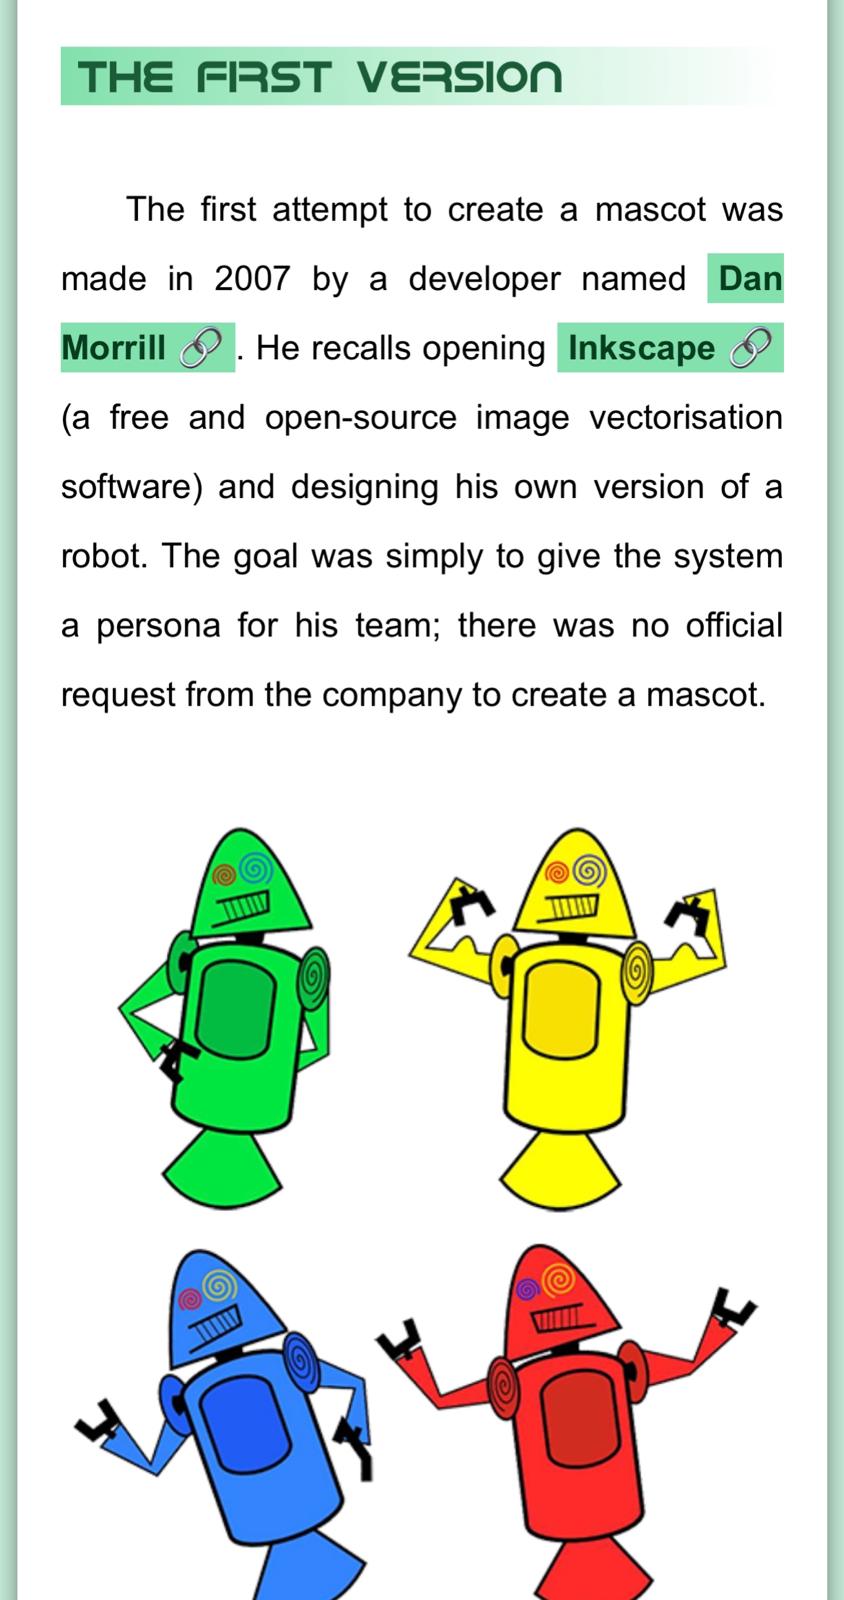 THE FIRST VERSION
The first attempt to create a mascot was
made in 2007 by a developer named Dan
Morrill 🔗 . He recalls opening Inkscape 🔗
(a free and open-source image vectorisation
software) and designing his own version of a
robot. The goal was simply to give the system
a persona for his team; there was no official
request from the company to create a mascot.